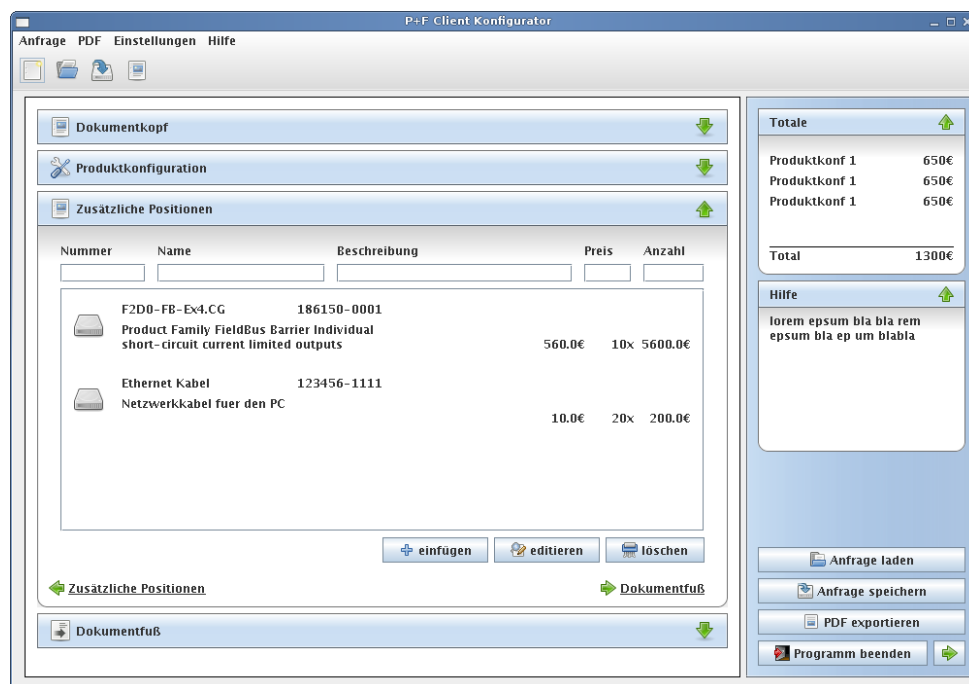 P+F Client Konfigurator
Anfrage PDF Einstellungen Hilfe
Dokumentkopf
Produktkonfiguration
Zusätzliche Positionen
Nummer Name Beschreibung Preis Anzahl
F2D0-FB-Ex4.CG 186150-0001
Product Family FieldBus Barrier Individual
short-circuit current limited outputs 560.0€ 10x 5600.0€
Ethernet Kabel 123456-1111
Netzwerkkabel fuer den PC
10.0€ 20x 200.0€
einfügen editieren löschen
Zusätzliche Positionen Dokumentfuß
Dokumentfuß
Totale
Produktkonf 1 650€
Produktkonf 1 650€
Produktkonf 1 650€
Total 1300€
Hilfe
lorem epsum bla bla rem
epsum bla ep um blabla
Anfrage laden
Anfrage speichern
PDF exportieren
Programm beenden